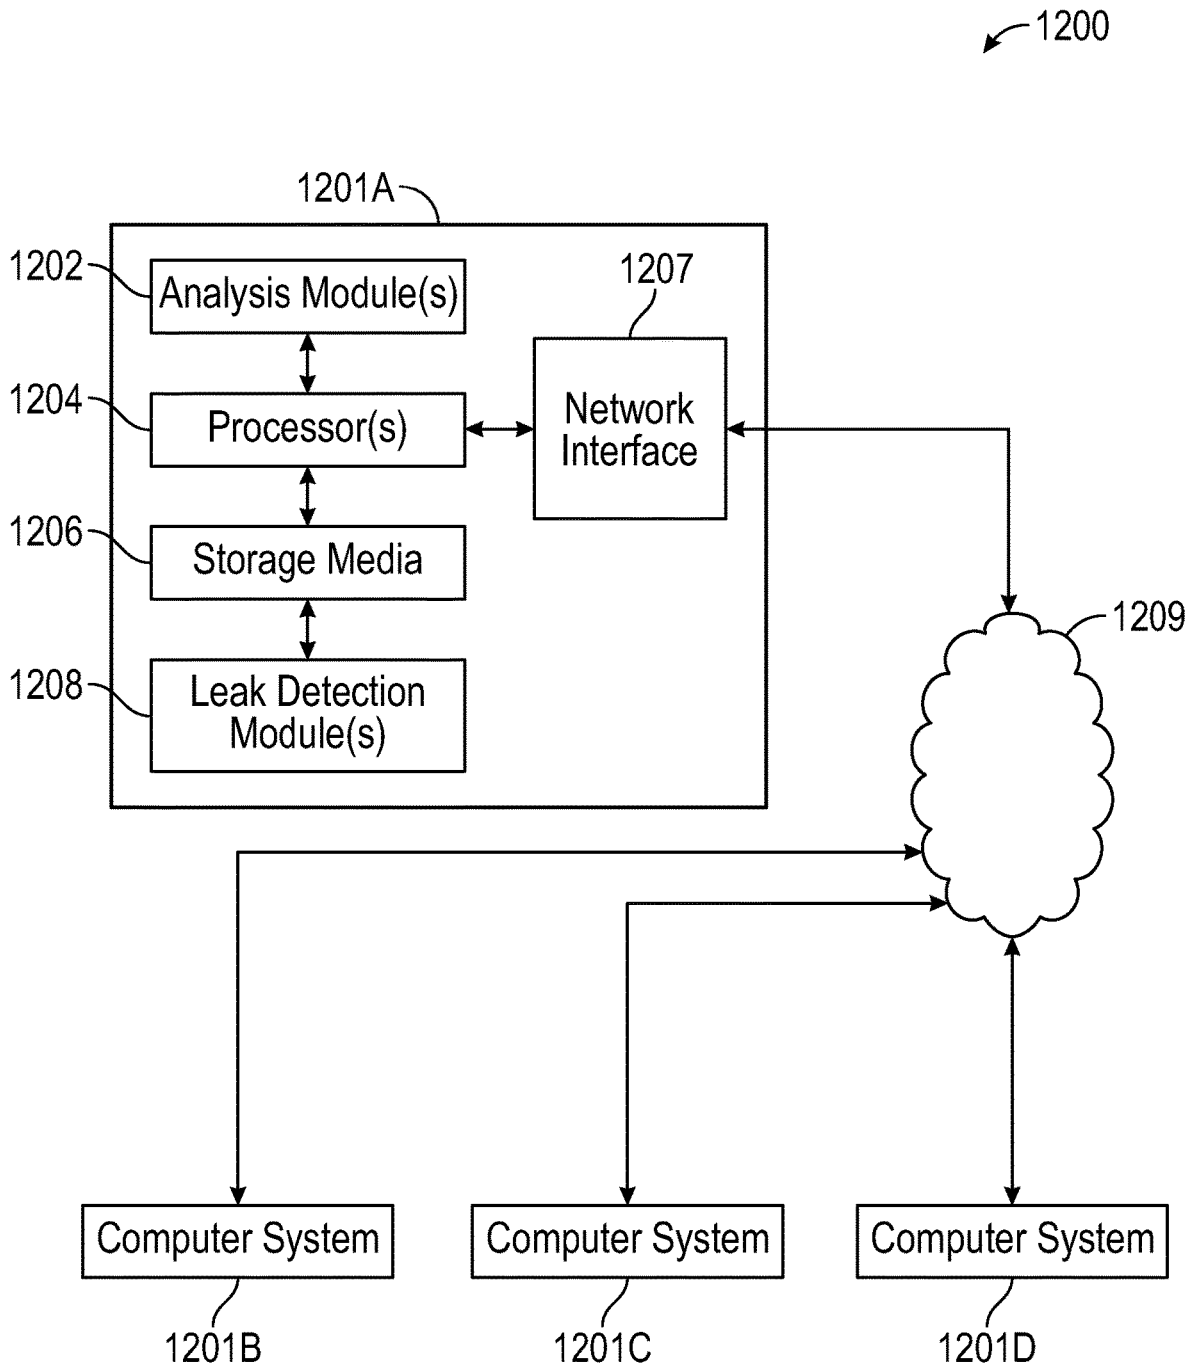 1200
1201A
1202
Analysis Module(s)
1207
1204
Processor(s)
Network
Interface
1206
Storage Media
1209
1208
Leak Detection
Module(s)
Computer System
Computer System
Computer System
1201B
1201C
1201D